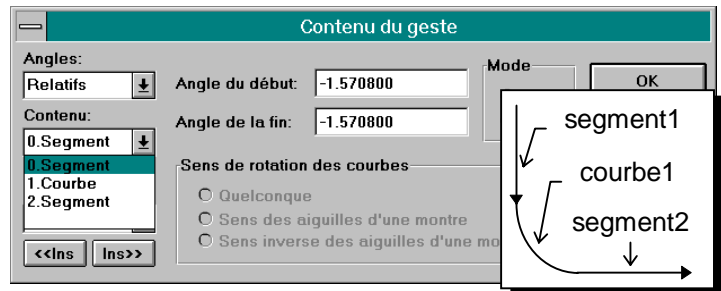 Contenu du geste
Angles:
Relatifs
Contenu:
0.Segment
0.Segment
1.Courbe
2.Segment
<<Ins
Ins>>
Angle du début:
-1.570800
Angle de la fin:
-1.570800
Mode
OK
Sens de rotation des courbes
Quelconque
Sens des aiguilles d'une montre
Sens inverse des aiguilles d'une mo
segment1
courbe1
segment2